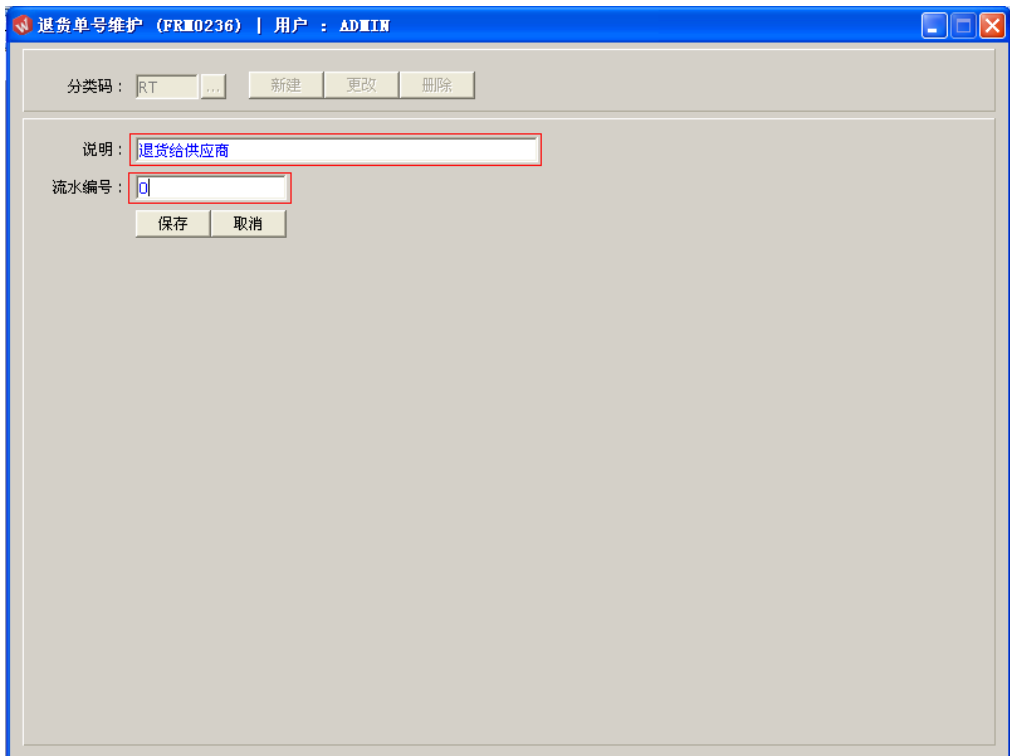 退货单号维护 (FRM0236) | 用户 : ADMIN
分类码： RT ... 新建 更改 删除
说明： 退货给供应商
流水编号： 0
保存 取消